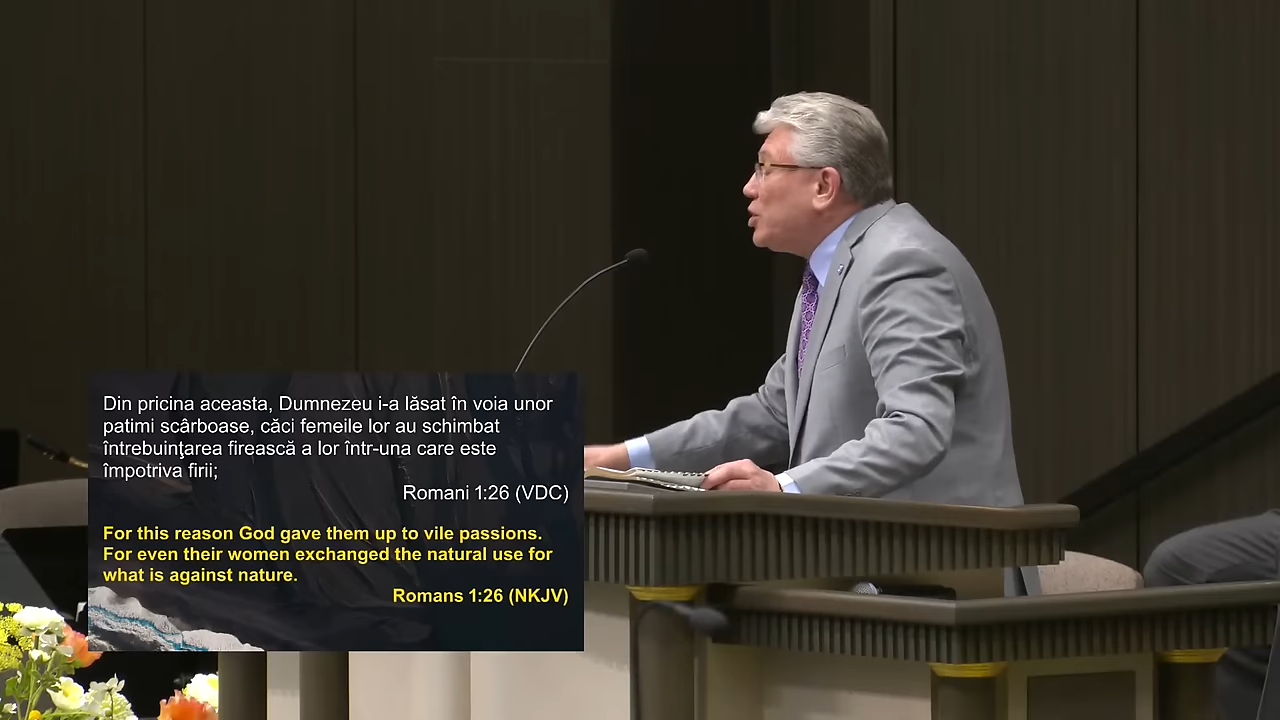 Din pricina aceasta, Dumnezeu i-a lăsat în voia unor
patimi scârboase, căci femeile lor au schimbat
întrebuinţarea firească a lor într-una care este
împotriva firii;
Romani 1:26 (VDC)
For this reason God gave them up to vile passions.
For even their women exchanged the natural use for
what is against nature.
Romans 1:26 (NKJV)